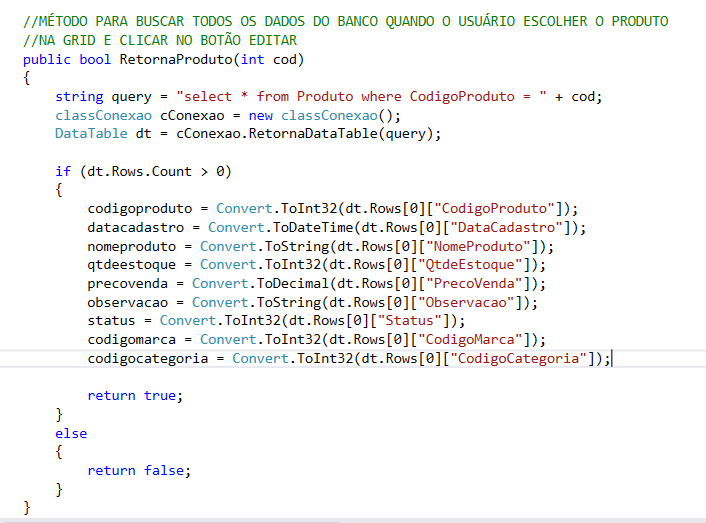 //MÉTODO PARA BUSCAR TODOS OS DADOS DO BANCO QUANDO O USUÁRIO ESCOLHER O PRODUTO
//NA GRID E CLICAR NO BOTÃO EDITAR
public bool RetornaProduto(int cod)
{
    string query = "select * from Produto where CodigoProduto = " + cod;
    classConexao cConexao = new classConexao();
    DataTable dt = cConexao.RetornaDataTable(query);

    if (dt.Rows.Count > 0)
    {
        codigoproduto = Convert.ToInt32(dt.Rows[0]["CodigoProduto"]);
        datacadastro = Convert.ToDateTime(dt.Rows[0]["DataCadastro"]);
        nomeproduto = Convert.ToString(dt.Rows[0]["NomeProduto"]);
        qtdeestoque = Convert.ToInt32(dt.Rows[0]["QtdeEstoque"]);
        precovenda = Convert.ToDecimal(dt.Rows[0]["PrecoVenda"]);
        observacao = Convert.ToString(dt.Rows[0]["Observacao"]);
        status = Convert.ToInt32(dt.Rows[0]["Status"]);
        codigomarca = Convert.ToInt32(dt.Rows[0]["CodigoMarca"]);
        codigocategoria = Convert.ToInt32(dt.Rows[0]["CodigoCategoria"]);

        return true;
    }
    else
    {
        return false;
    }
}